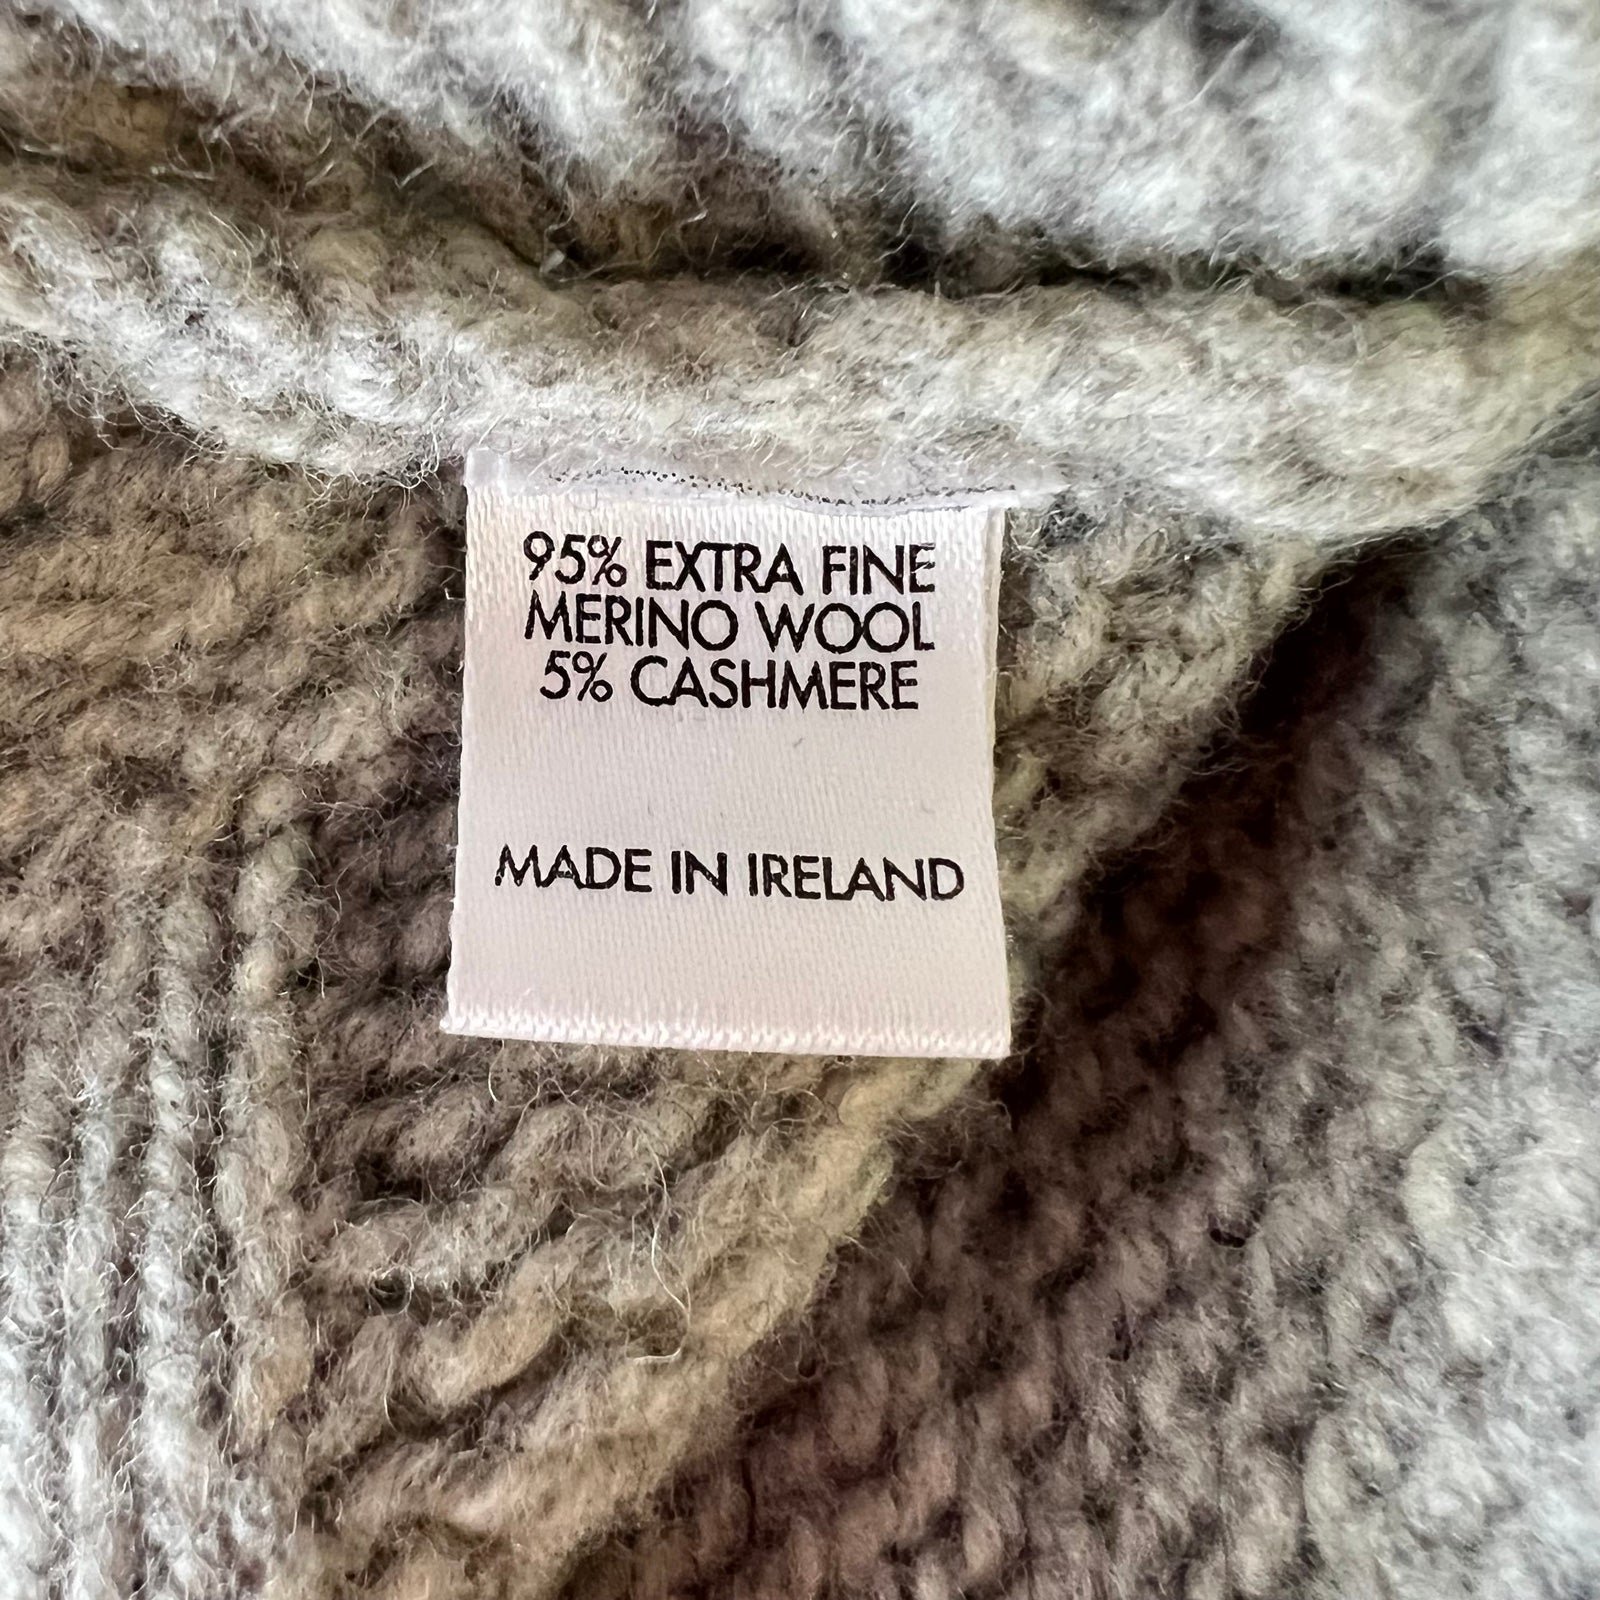 95% EXTRA FINE
MERINO WOOL
5% CASHMERE
MADE IN IRELAND